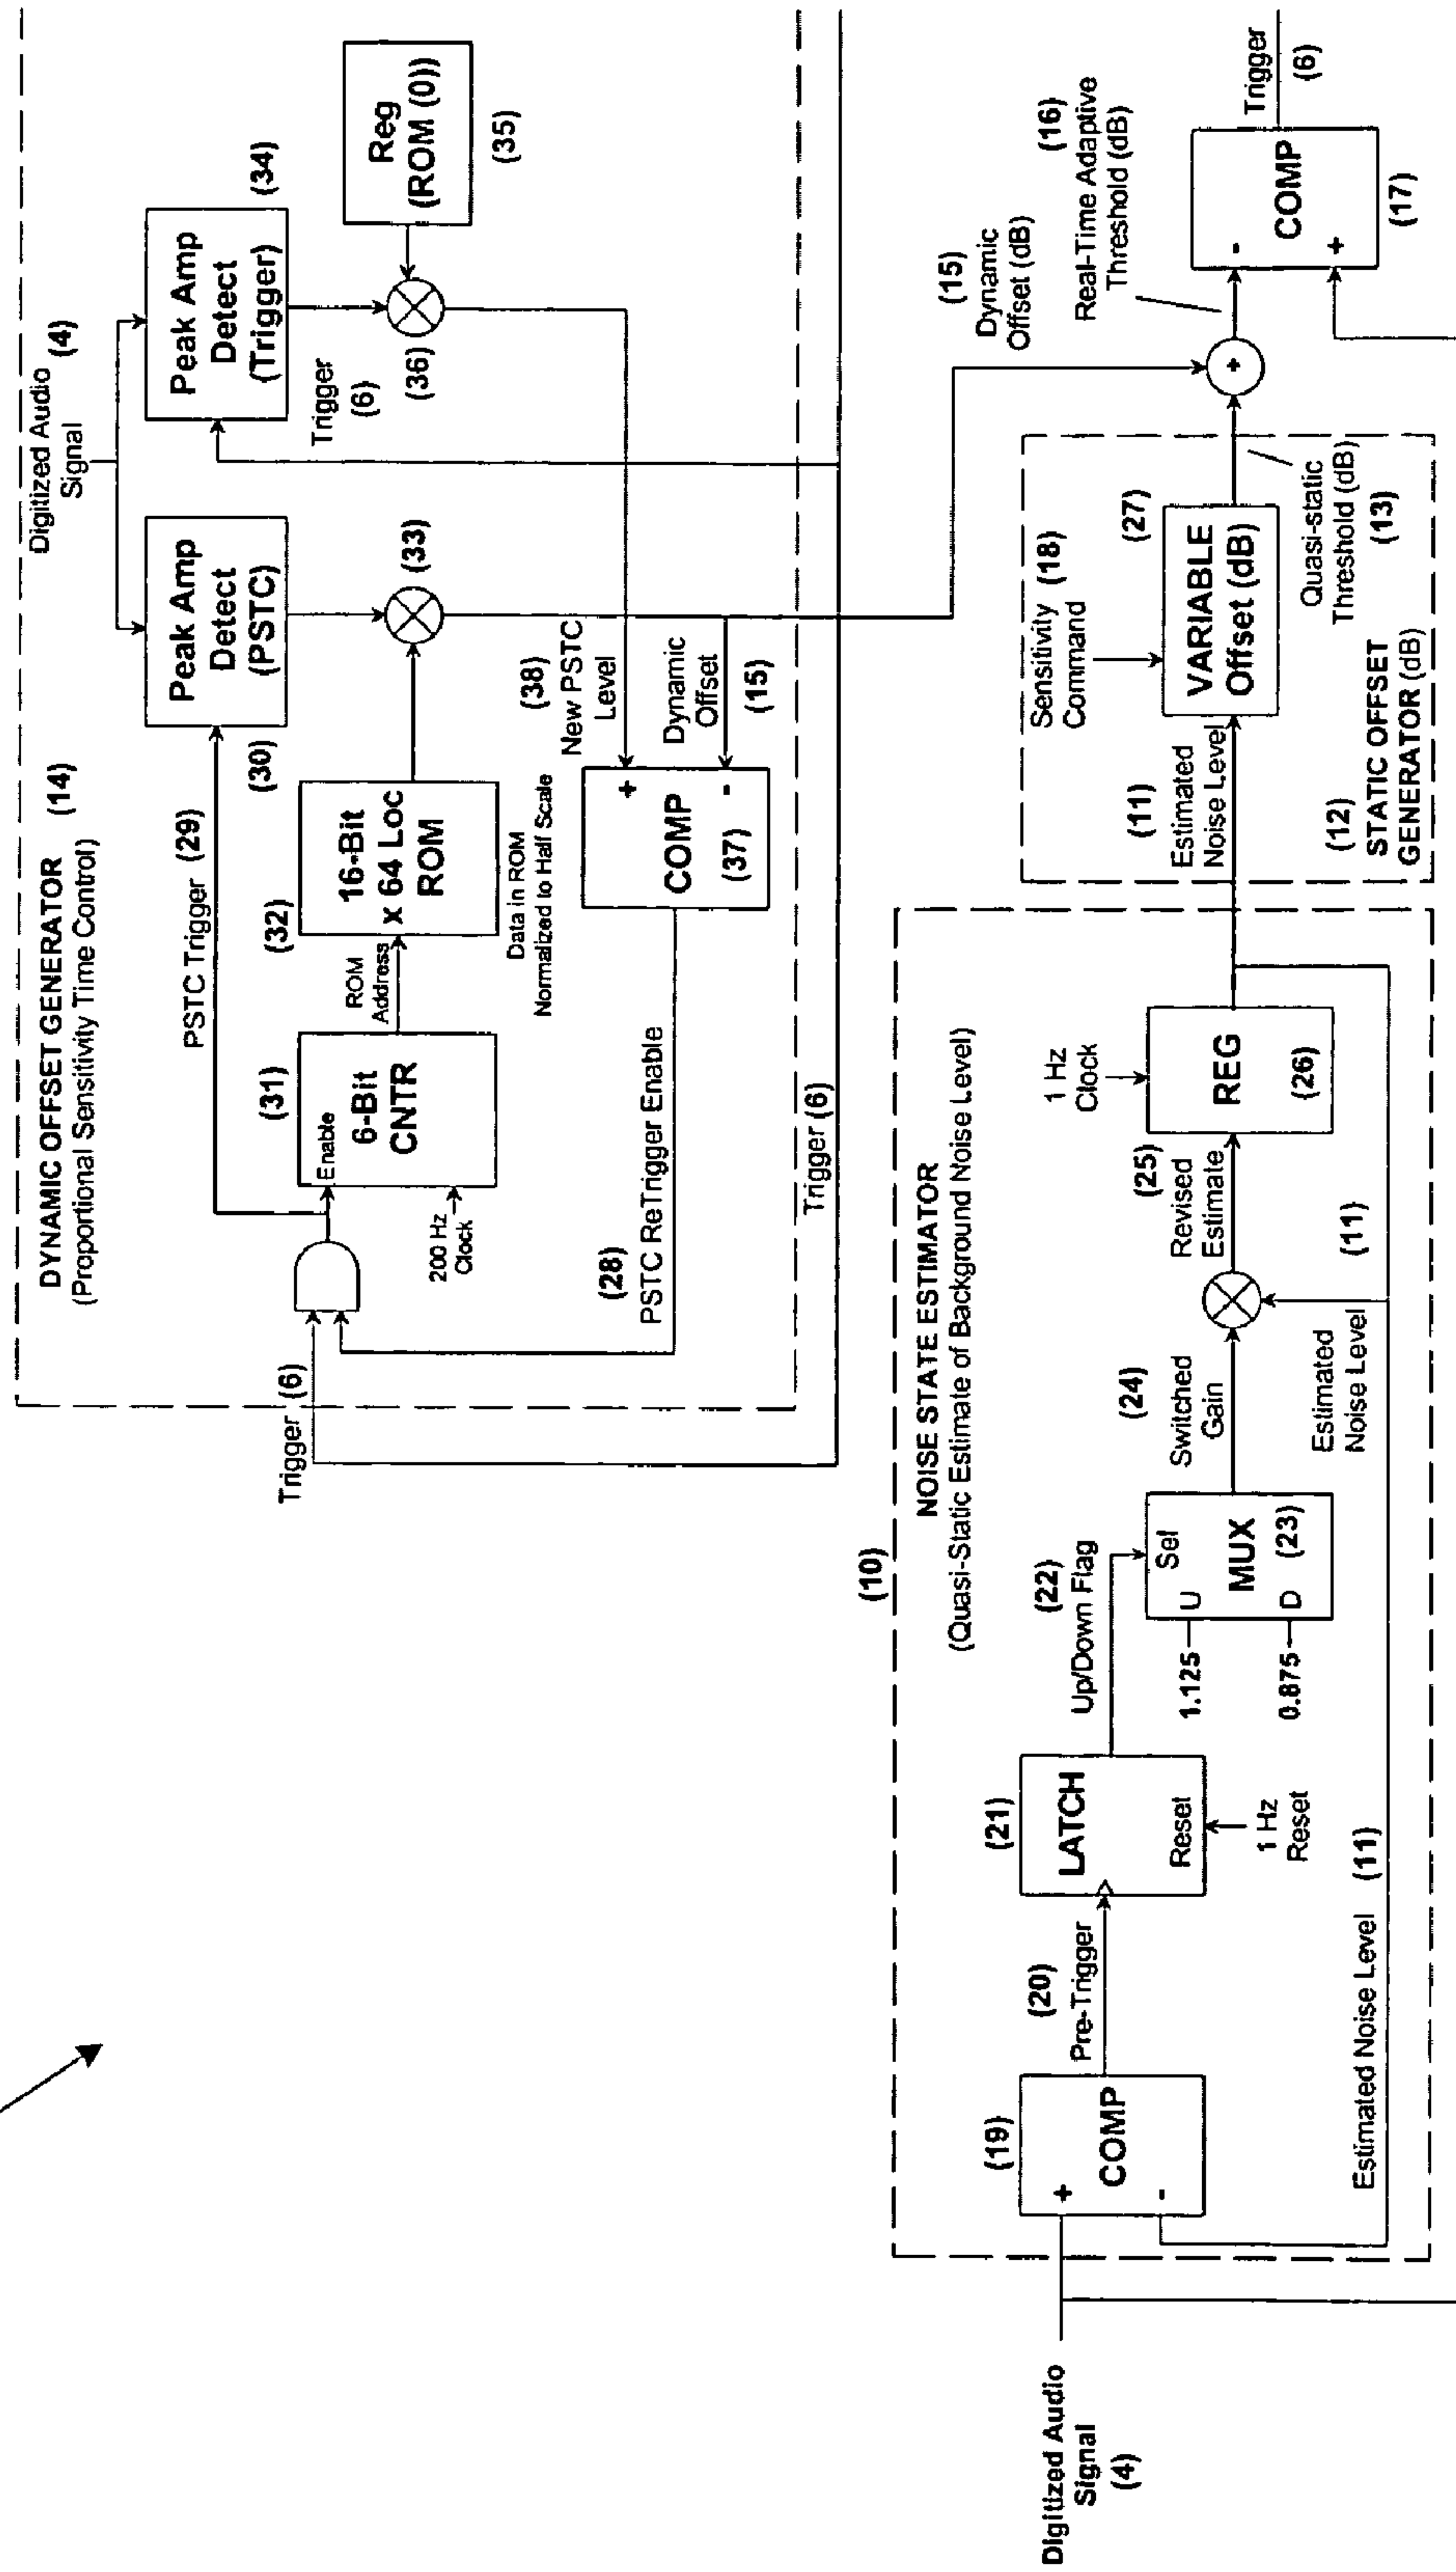 DYNAMIC OFFSET GENERATOR
(Proportional Sensitivity Time Control)
(14)
Digitized Audio
Signal
(4)
PSTC Trigger (29)
Peak Amp
Detect
(PSTC)
(30)
Peak Amp
Detect
(Trigger)
(34)
Trigger
(6)
Reg
(ROM (0))
(35)
(36)
(33)
Trigger (6)
Enable
6-Bit
CNTR
(31)
200 Hz
Clock
ROM
Address
16-Bit
x 64 Loc
ROM
(32)
Data in ROM
Normalized to Half Scale
(38)
New PSTC
Level
Dynamic
Offset
(15)
+
-
COMP
(37)
(28)
PSTC ReTrigger Enable
Trigger (6)
(10)
NOISE STATE ESTIMATOR
(Quasi-Static Estimate of Background Noise Level)
Digitized Audio
Signal
(4)
(19)
+
-
COMP
(20)
Pre-Trigger
(21)
LATCH
Reset
1 Hz
Reset
(22)
Up/Down Flag
1.125
0.875
Sel
U
D
MUX
(23)
(24)
Switched
Gain
Estimated
Noise Level
(11)
(25)
Revised
Estimate
1 Hz
Clock
REG
(26)
Estimated Noise Level (11)
(11)
Estimated
Noise Level
Sensitivity
Command
(18)
VARIABLE
Offset (dB)
(27)
Quasi-static
Threshold (dB)
(13)
(12)
STATIC OFFSET
GENERATOR (dB)
(15)
Dynamic
Offset (dB)
+
(16)
Real-Time Adaptive
Threshold (dB)
-
+
COMP
(17)
Trigger
(6)